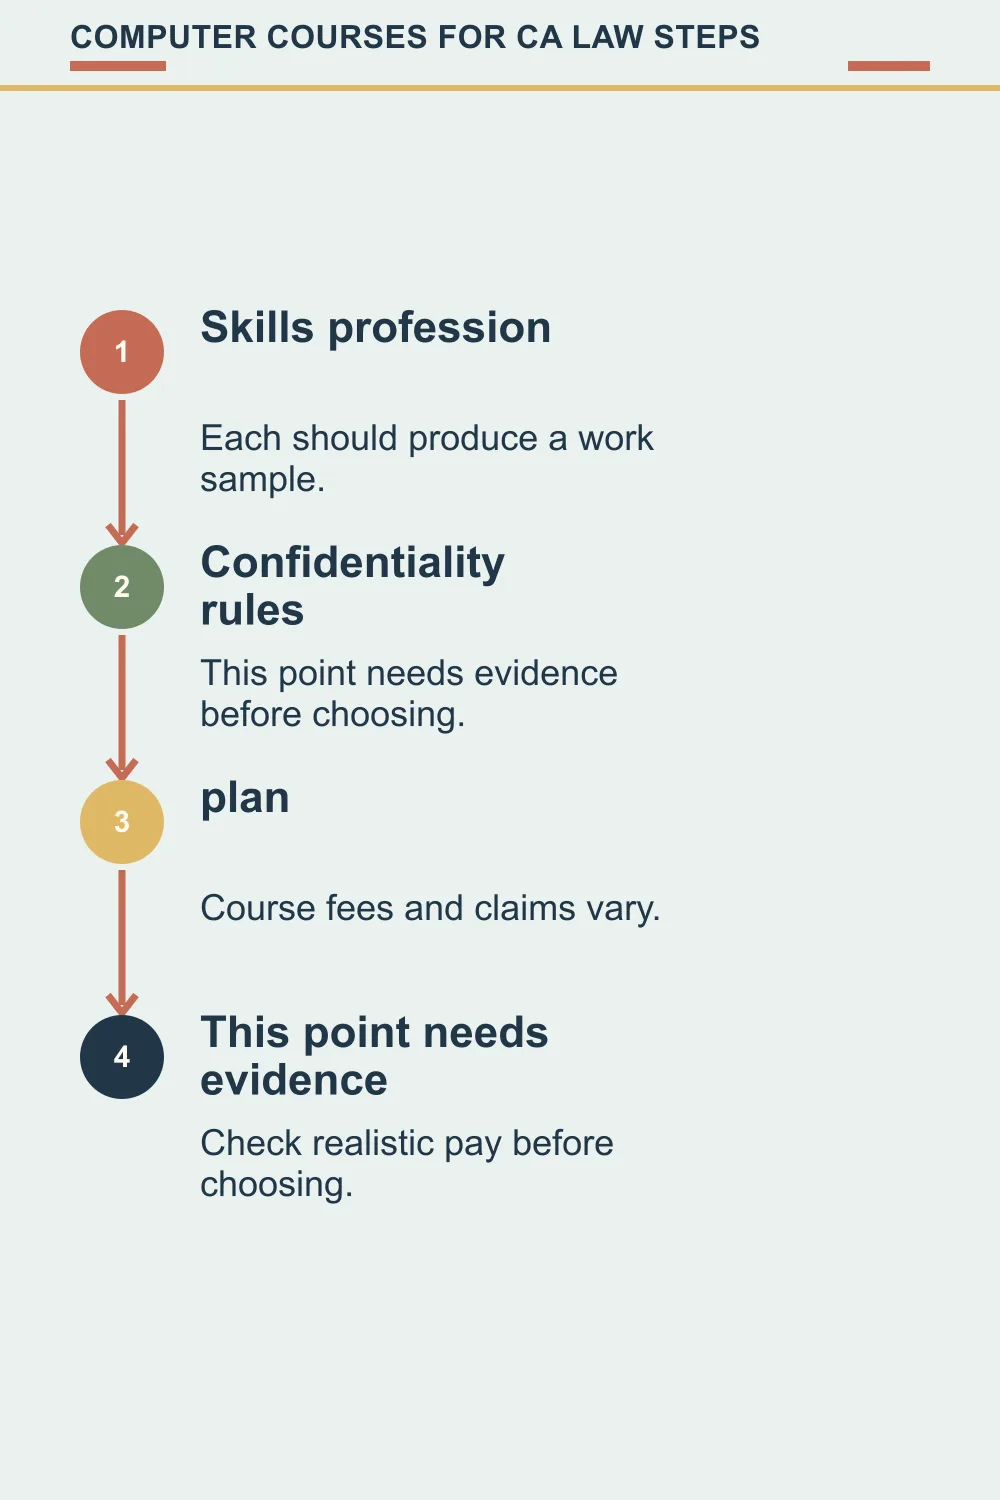 COMPUTER COURSES FOR CA LAW STEPS
1
Skills profession
Each should produce a work
sample.
2
Confidentiality
rules
This point needs evidence
before choosing.
3
plan
Course fees and claims vary.
4
This point needs
evidence
Check realistic pay before
choosing.